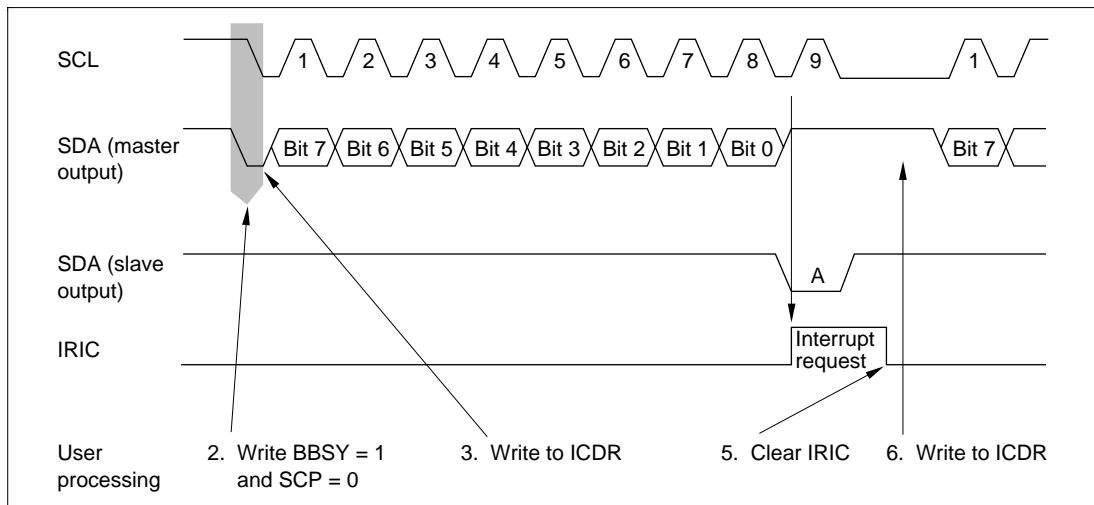 SCL
1 2 3 4 5 6 7 8 9 1
SDA (master
output)
Bit 7 Bit 6 Bit 5 Bit 4 Bit 3 Bit 2 Bit 1 Bit 0 Bit 7
SDA (slave
output)
A
IRIC
Interrupt
request
User
processing
2. Write BBSY = 1
and SCP = 0
3. Write to ICDR
5. Clear IRIC
6. Write to ICDR